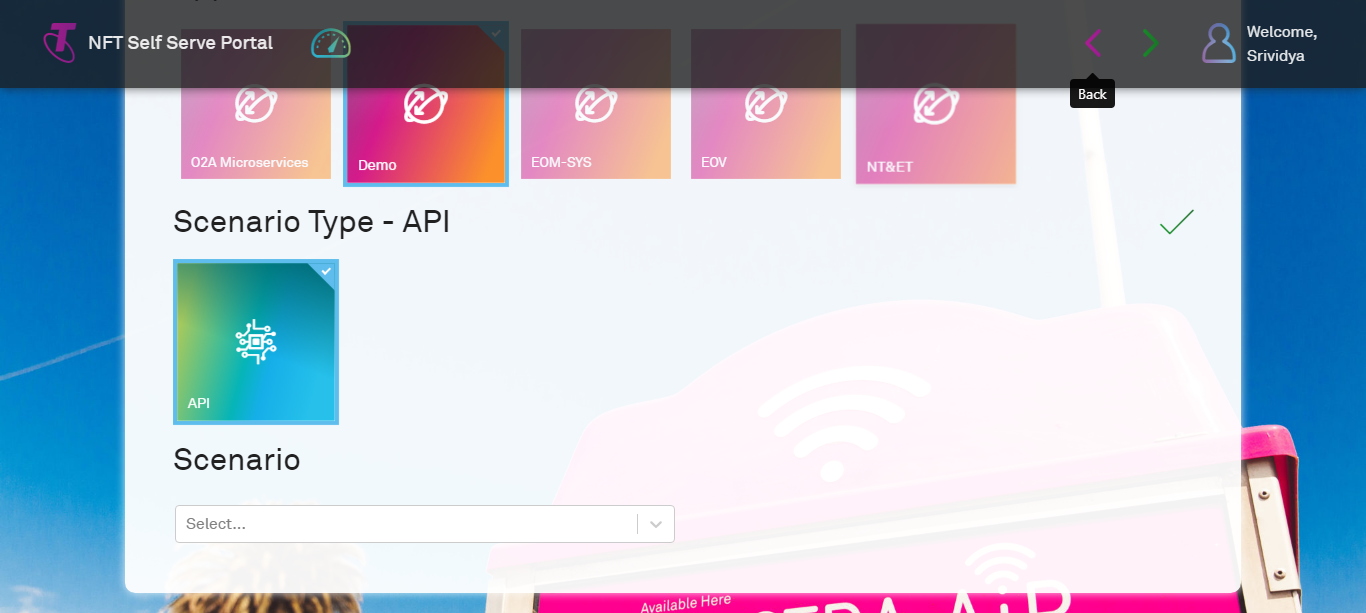 NFT Self Serve Portal
Welcome,
Srividya
Back
O2A Microservices
Demo
EOM-SYS
EOV
NT&ET
Scenario Type - API
API
Scenario
Select...
Available Here